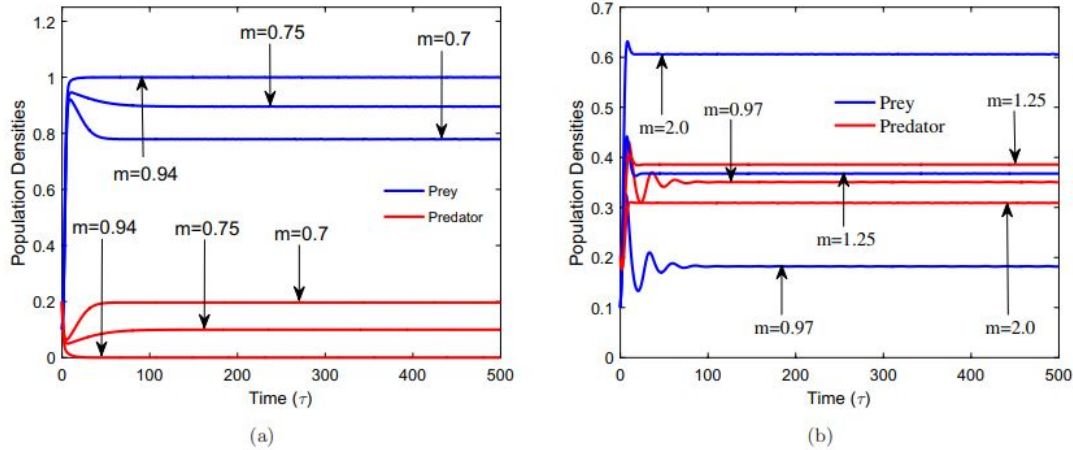 1.2
1
0.8
0.6
0.4
0.2
0
m=0.75
m=0.7
m=0.94
Prey
Predator
m=0.94
m=0.75
m=0.7
0 100 200 300 400 500
Time (τ)
Population Densities
(a)
0.7
0.6
0.5
0.4
0.3
0.2
0.1
0
m=2.0
m=0.97
Prey
Predator
m=1.25
m=1.25
m=0.97
m=2.0
0 100 200 300 400 500
Time (τ)
Population Densities
(b)